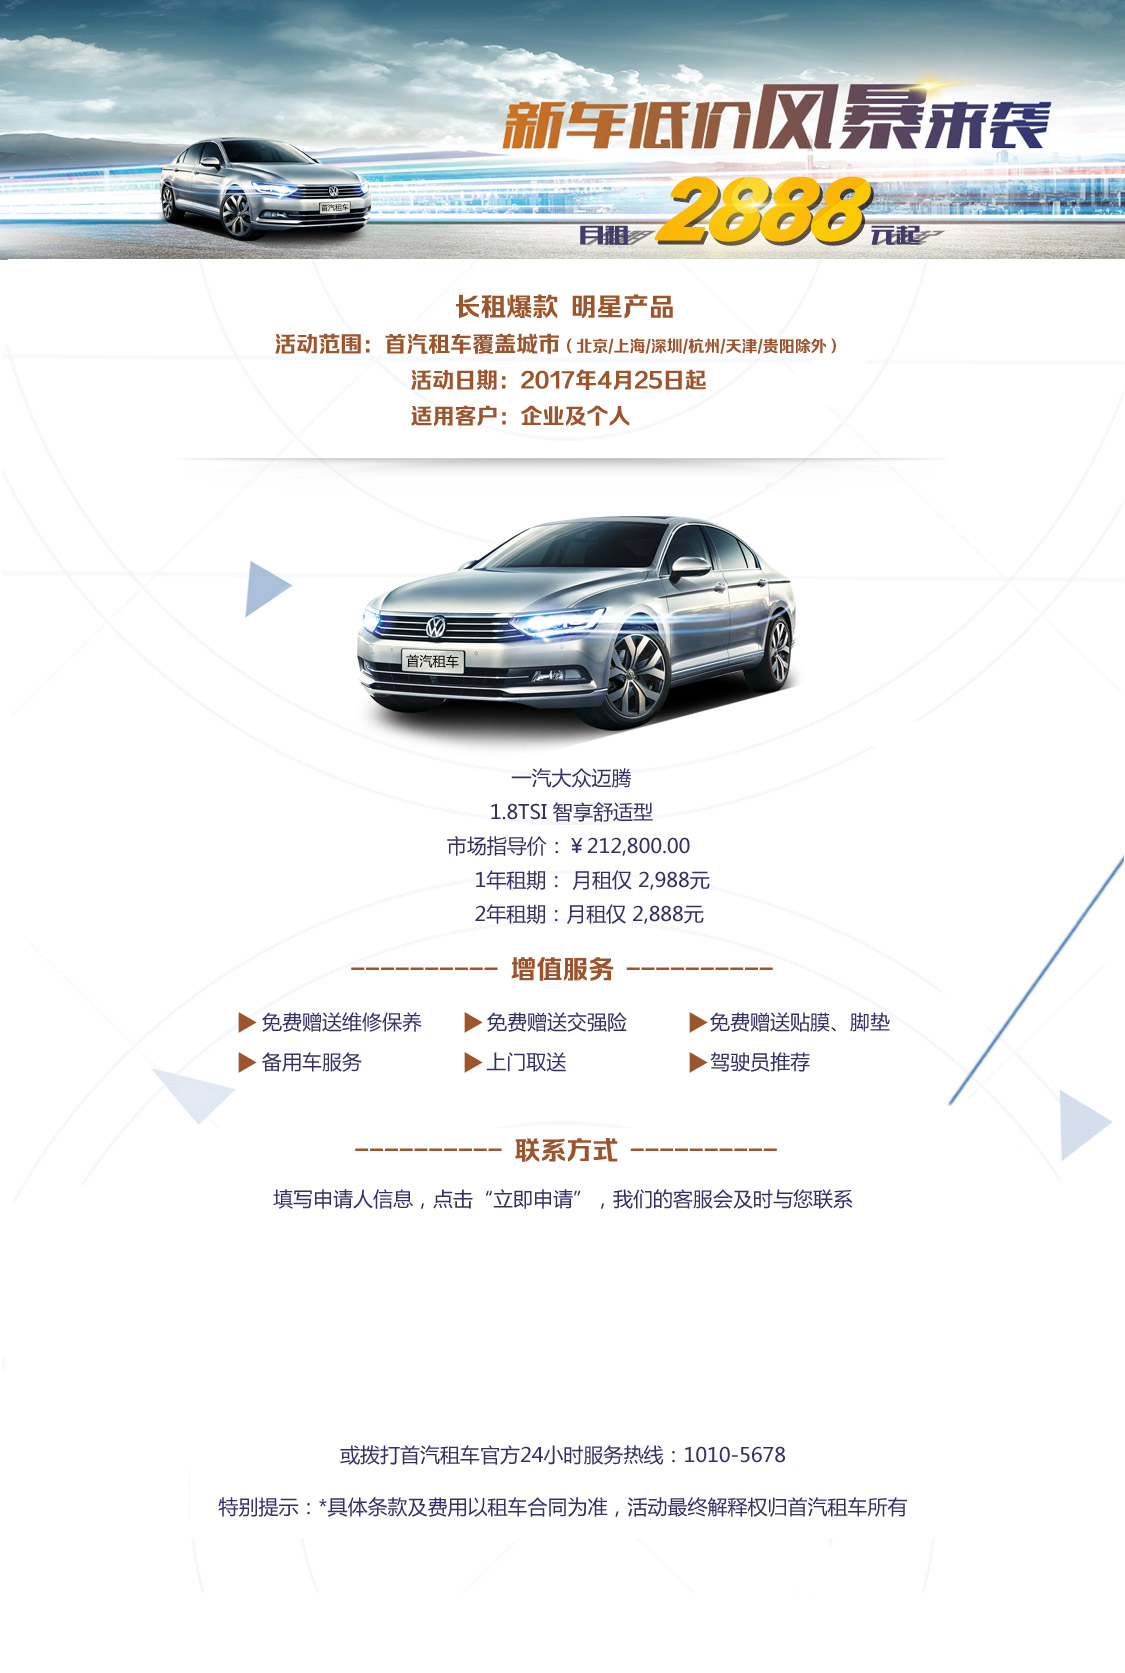 新车低价风暴来袭
月租 2888 元起
首汽租车
长租爆款 明星产品
活动范围：首汽租车覆盖城市（北京/上海/深圳/杭州/天津/贵阳除外）
活动日期：2017年4月25日起
适用客户：企业及个人
首汽租车
一汽大众迈腾
1.8TSI 智享舒适型
市场指导价：￥212,800.00
1年租期： 月租仅 2,988元
2年租期：月租仅 2,888元
---------- 增值服务 ----------
▶ 免费赠送维修保养 ▶ 免费赠送交强险 ▶ 免费赠送贴膜、脚垫
▶ 备用车服务 ▶ 上门取送 ▶ 驾驶员推荐
---------- 联系方式 ----------
填写申请人信息，点击“立即申请”，我们的客服会及时与您联系
或拨打首汽租车官方24小时服务热线：1010-5678
特别提示：*具体条款及费用以租车合同为准，活动最终解释权归首汽租车所有